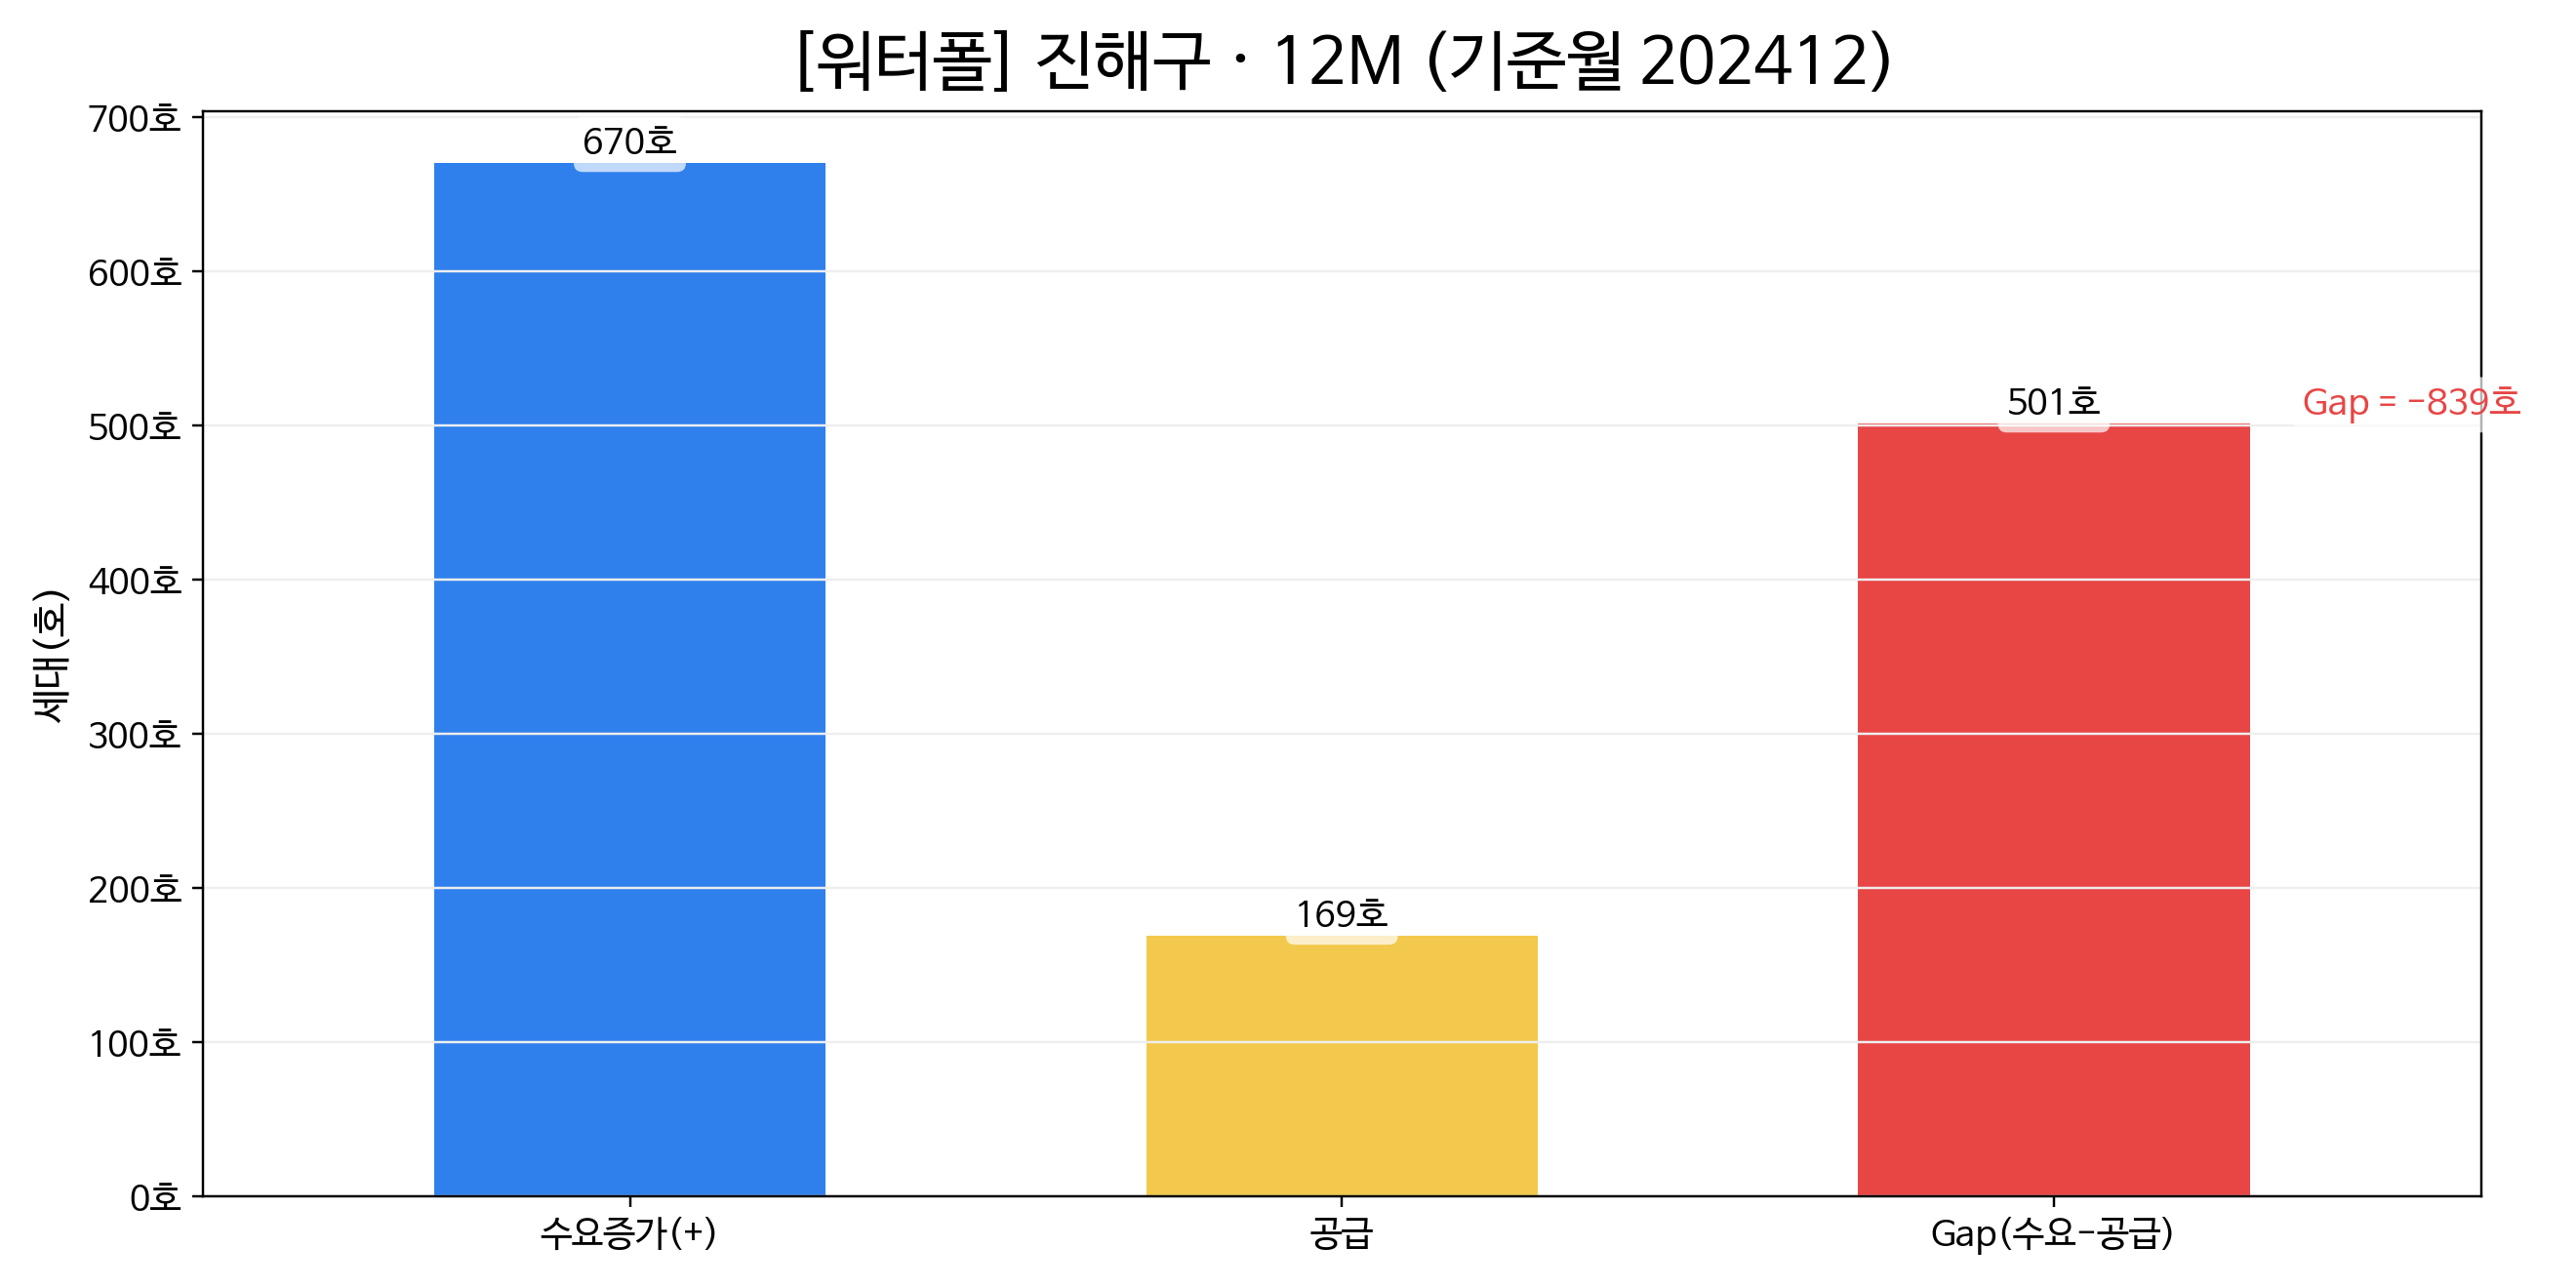 [워터폴] 진해구 · 12M (기준월 202412)
700호
600호
500호
400호
300호
200호
100호
0호
세대(호)
670호
169호
501호
Gap = -839호
수요증가(+)
공급
Gap(수요-공급)